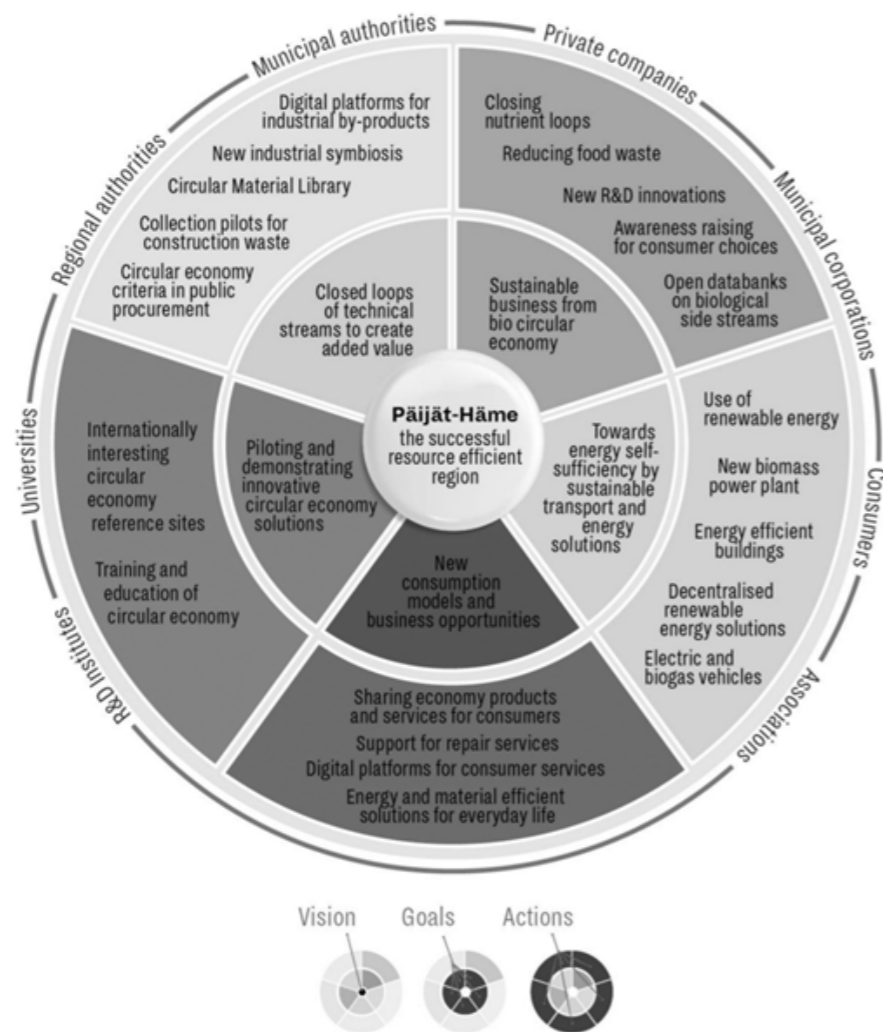 Municipal authorities
Private companies
Regional authorities
Municipal corporations
Universities
Consumers
R&D Institutes
Associations
Digital platforms for
industrial by-products
New industrial symbiosis
Circular Material Library
Collection pilots for
construction waste
Circular economy
criteria in public
procurement
Closing
nutrient loops
Reducing food waste
New R&D innovations
Awareness raising
for consumer choices
Open databanks
on biological
side streams
Closed loops
of technical
streams to create
added value
Sustainable
business from
bio circular
economy
Päijät-Häme
the successful
resource efficient
region
Internationally
interesting
circular
economy
reference sites
Training and
education of
circular economy
Piloting and
demonstrating
innovative
circular economy
solutions
Towards
energy self-
sufficiency by
sustainable
transport and
energy
solutions
Use of
renewable energy
New biomass
power plant
Energy efficient
buildings
Decentralised
renewable
energy solutions
Electric and
biogas vehicles
New
consumption
models and
business opportunities
Sharing economy products
and services for consumers
Support for repair services
Digital platforms for consumer services
Energy and material efficient
solutions for everyday life
Vision
Goals
Actions